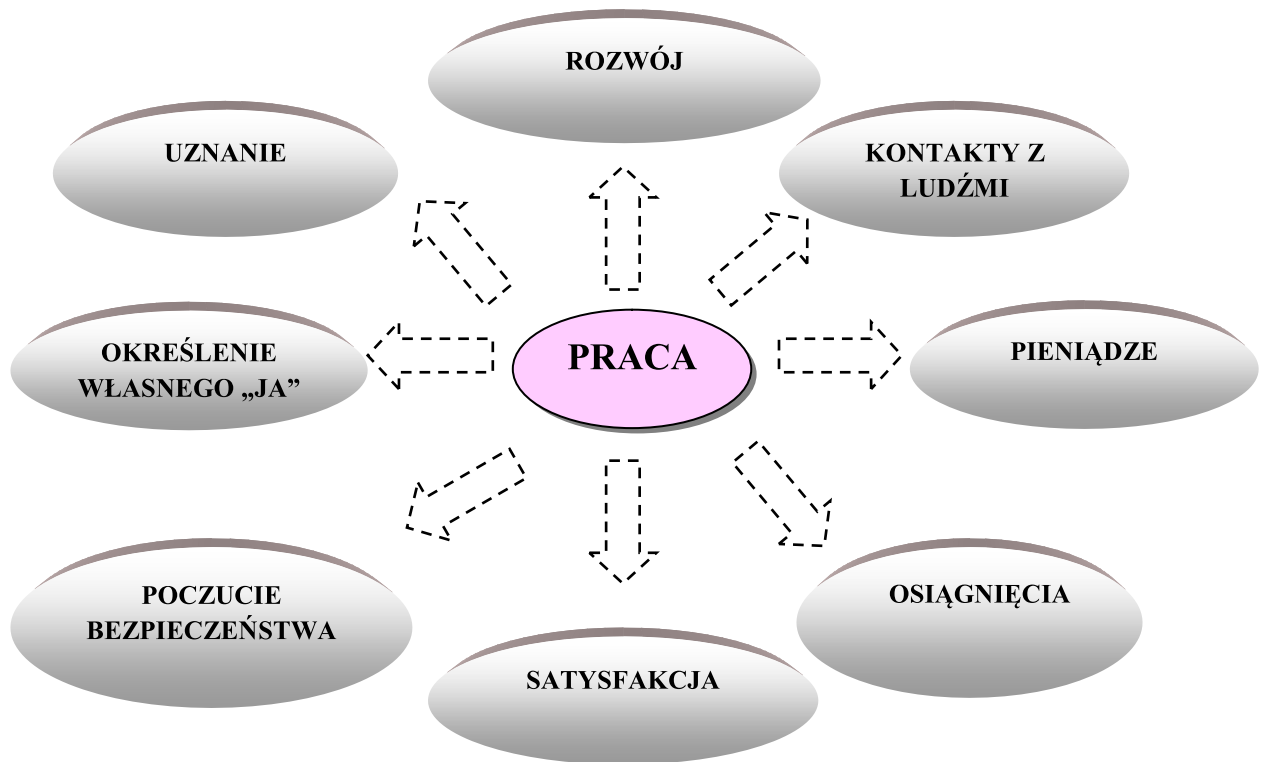 ROZWÓJ
UZNANIE
KONTAKTY Z
LUDŹMI
OKREŚLENIE
WŁASNEGO „JA”
PRACA
PIENIĄDZE
POCZUCIE
BEZPIECZEŃSTWA
OSIĄGNIĘCIA
SATYSFAKCJA